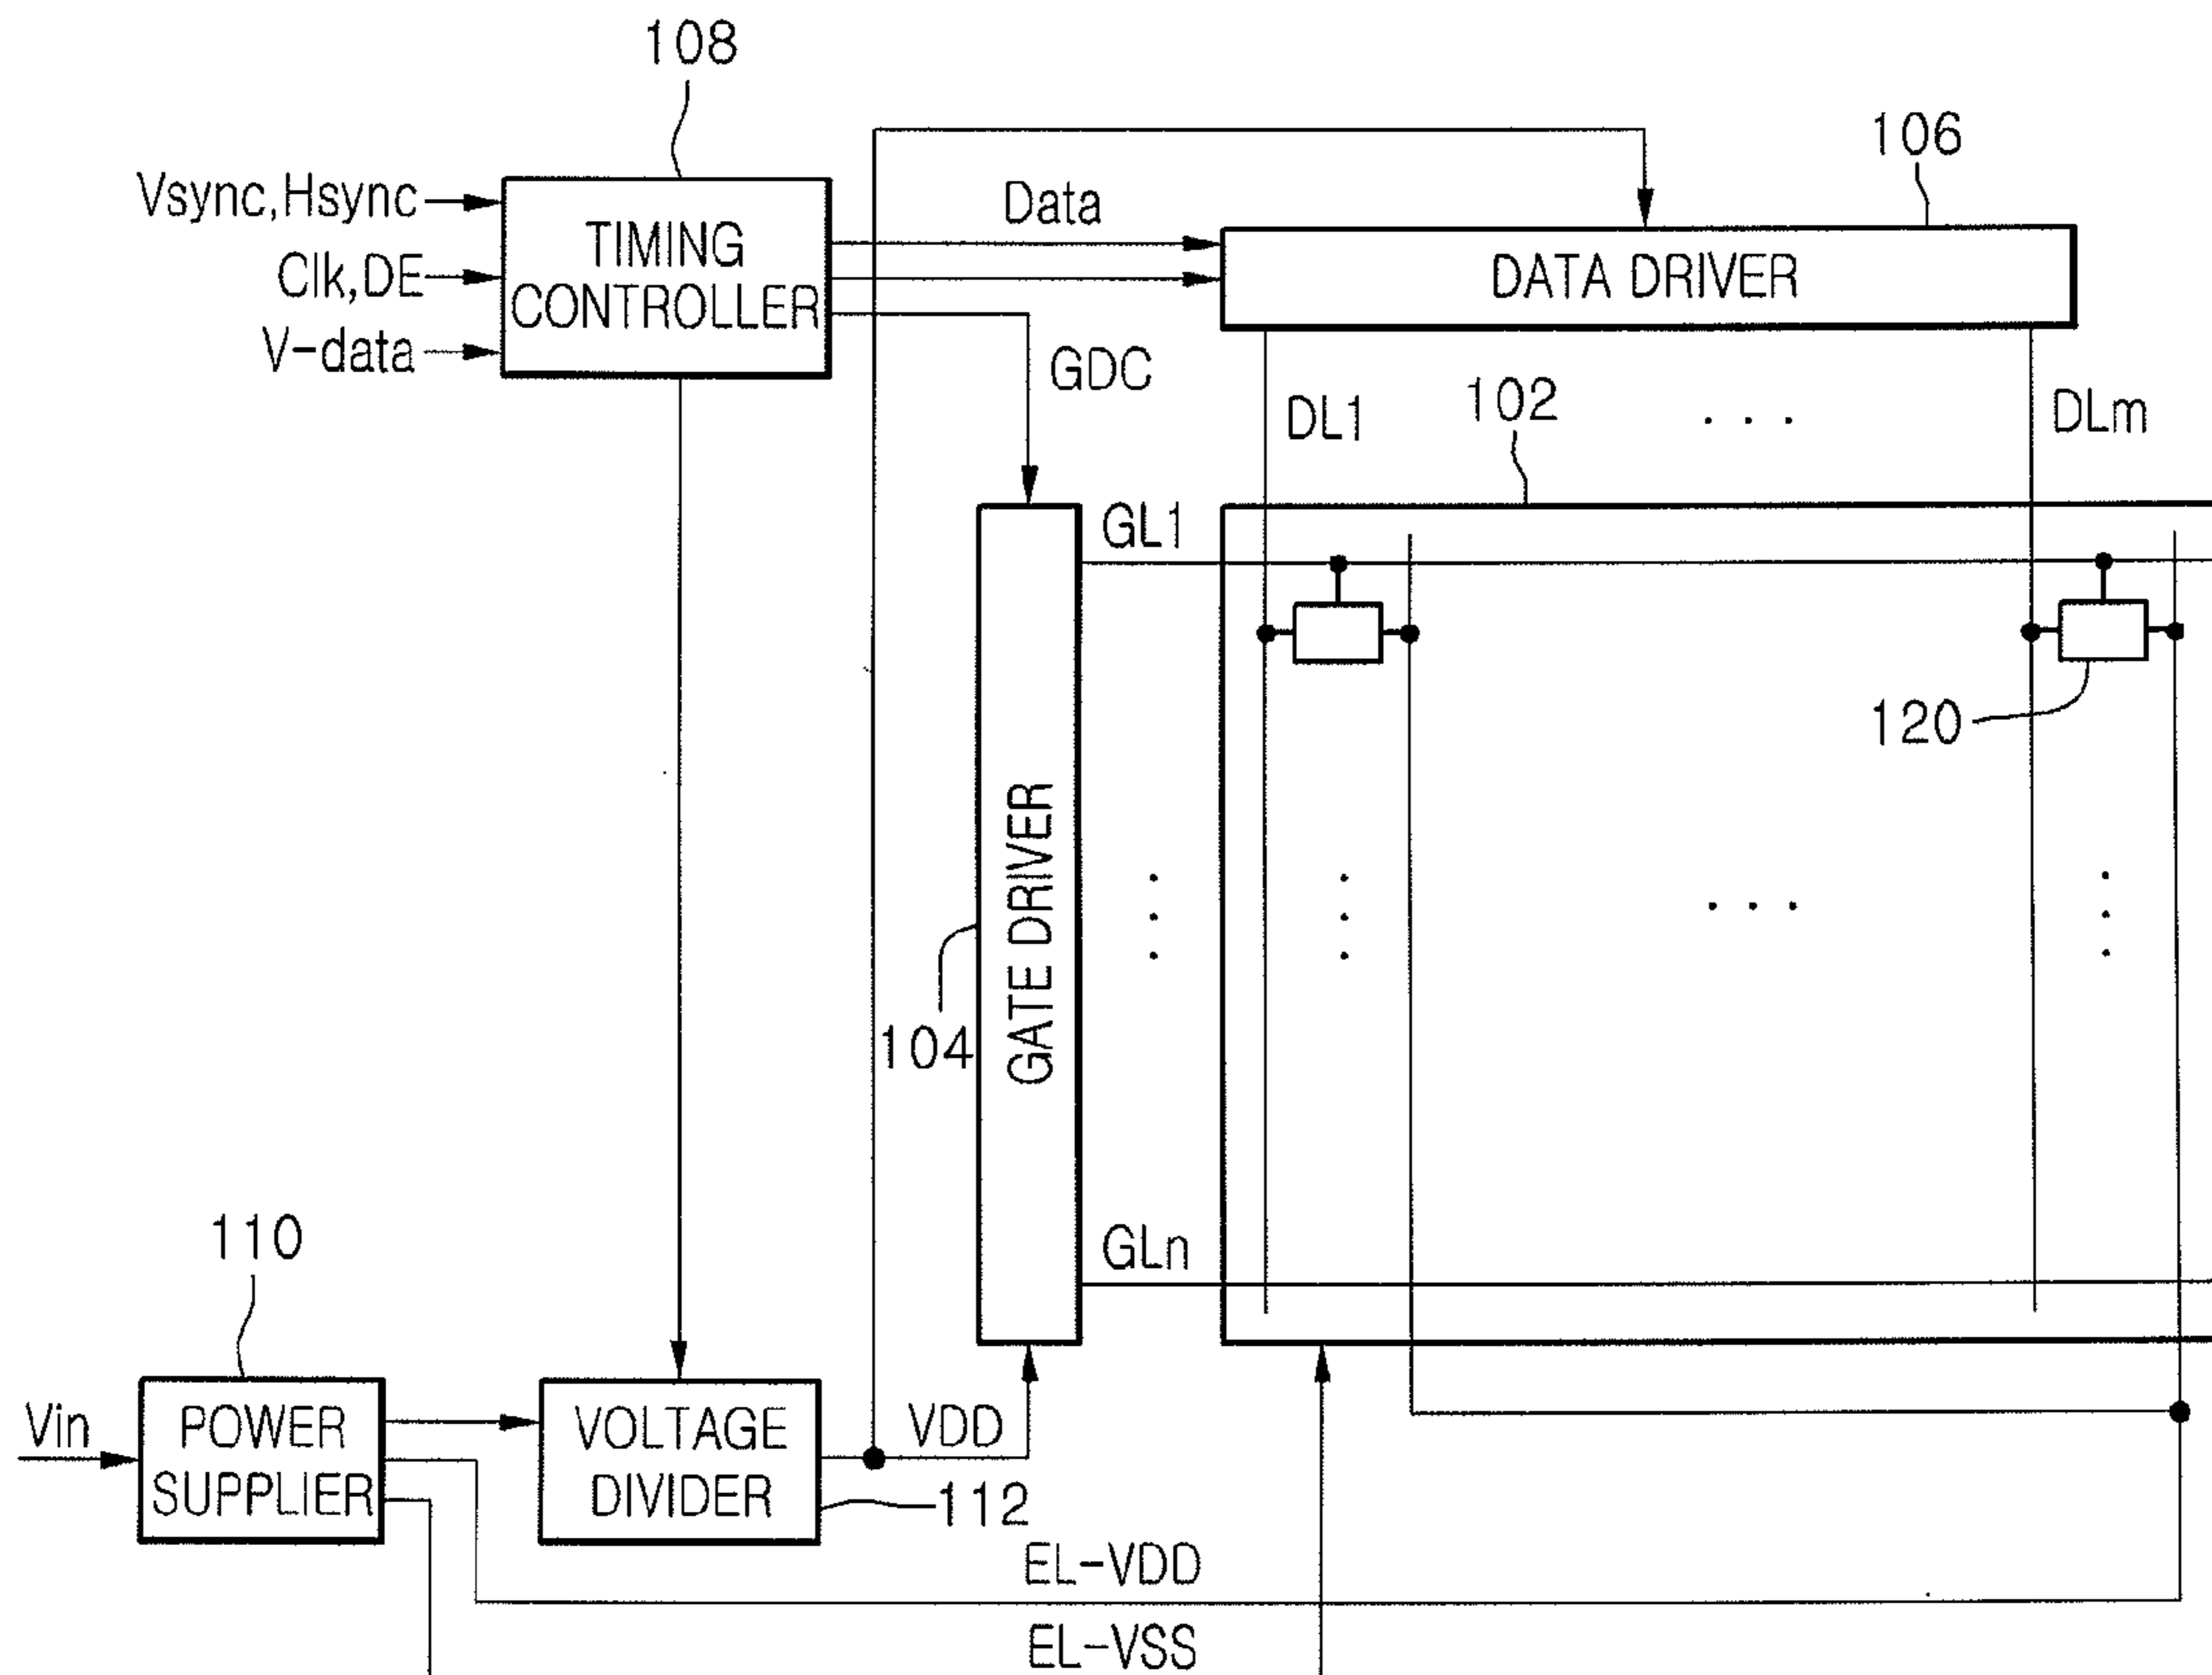 108
106
Vsync,Hsync
Data
TIMING
CONTROLLER
Clk,DE
DATA DRIVER
V-data
GDC
DL1
102
. . .
DLm
GL1
120
GATE DRIVER
104
GLn
110
Vin
POWER
SUPPLIER
VOLTAGE
DIVIDER
VDD
112
EL-VDD
EL-VSS